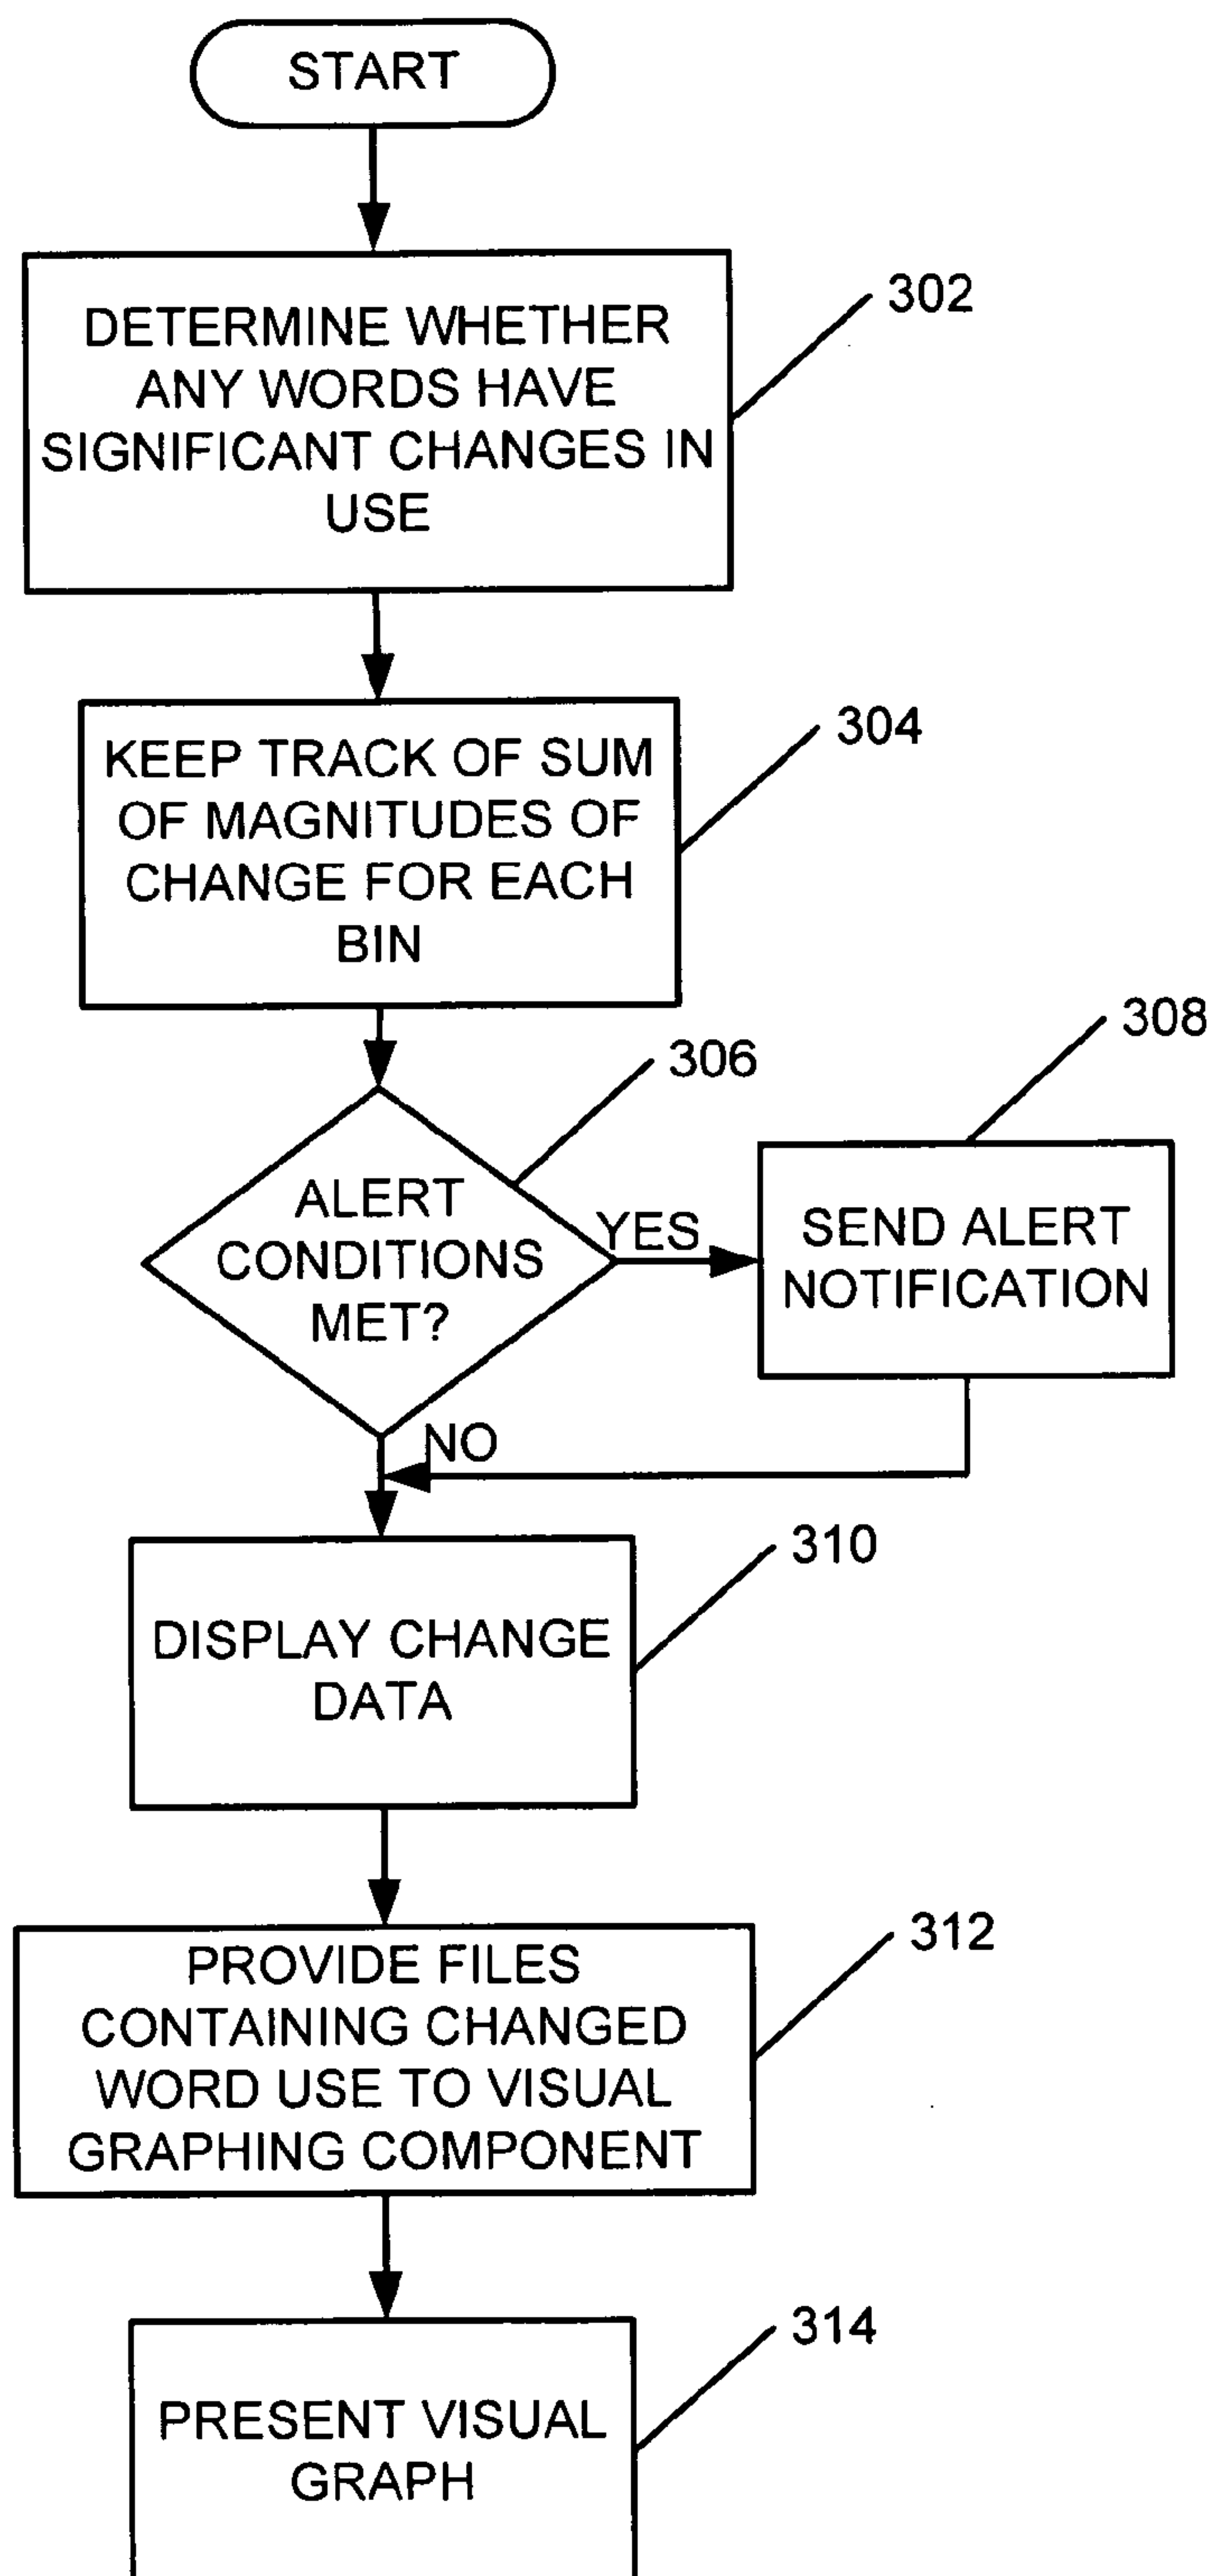 START
302
DETERMINE WHETHER
ANY WORDS HAVE
SIGNIFICANT CHANGES IN
USE
304
KEEP TRACK OF SUM
OF MAGNITUDES OF
CHANGE FOR EACH
BIN
306
308
ALERT
CONDITIONS
MET?
YES
SEND ALERT
NOTIFICATION
NO
310
DISPLAY CHANGE
DATA
312
PROVIDE FILES
CONTAINING CHANGED
WORD USE TO VISUAL
GRAPHING COMPONENT
314
PRESENT VISUAL
GRAPH